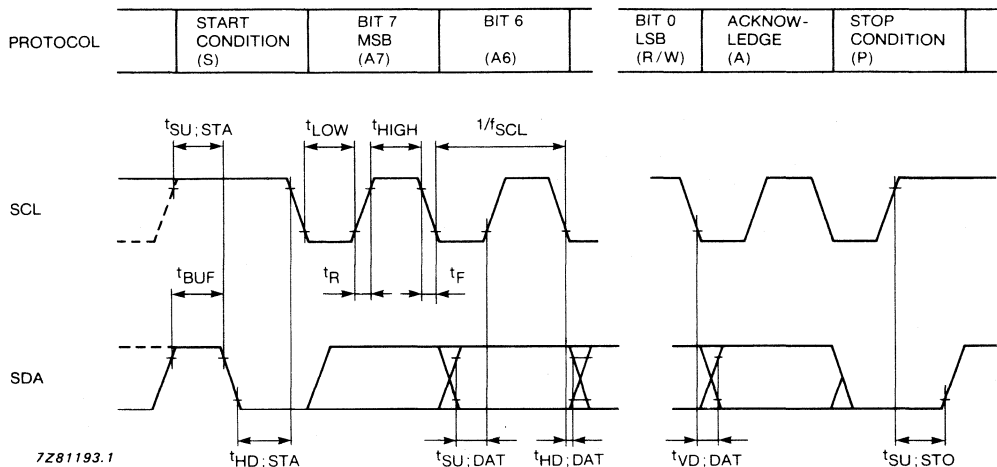 PROTOCOL
START
CONDITION
(S)
BIT 7
MSB
(A7)
BIT 6
(A6)
BIT 0
LSB
(R/W)
ACKNOW-
LEDGE
(A)
STOP
CONDITION
(P)
tSU;STA
tLOW
tHIGH
1/fSCL
SCL
tBUF
tR
tF
SDA
tHD;STA
tSU;DAT
tHD;DAT
tVD;DAT
tSU;STO
7Z81193.1